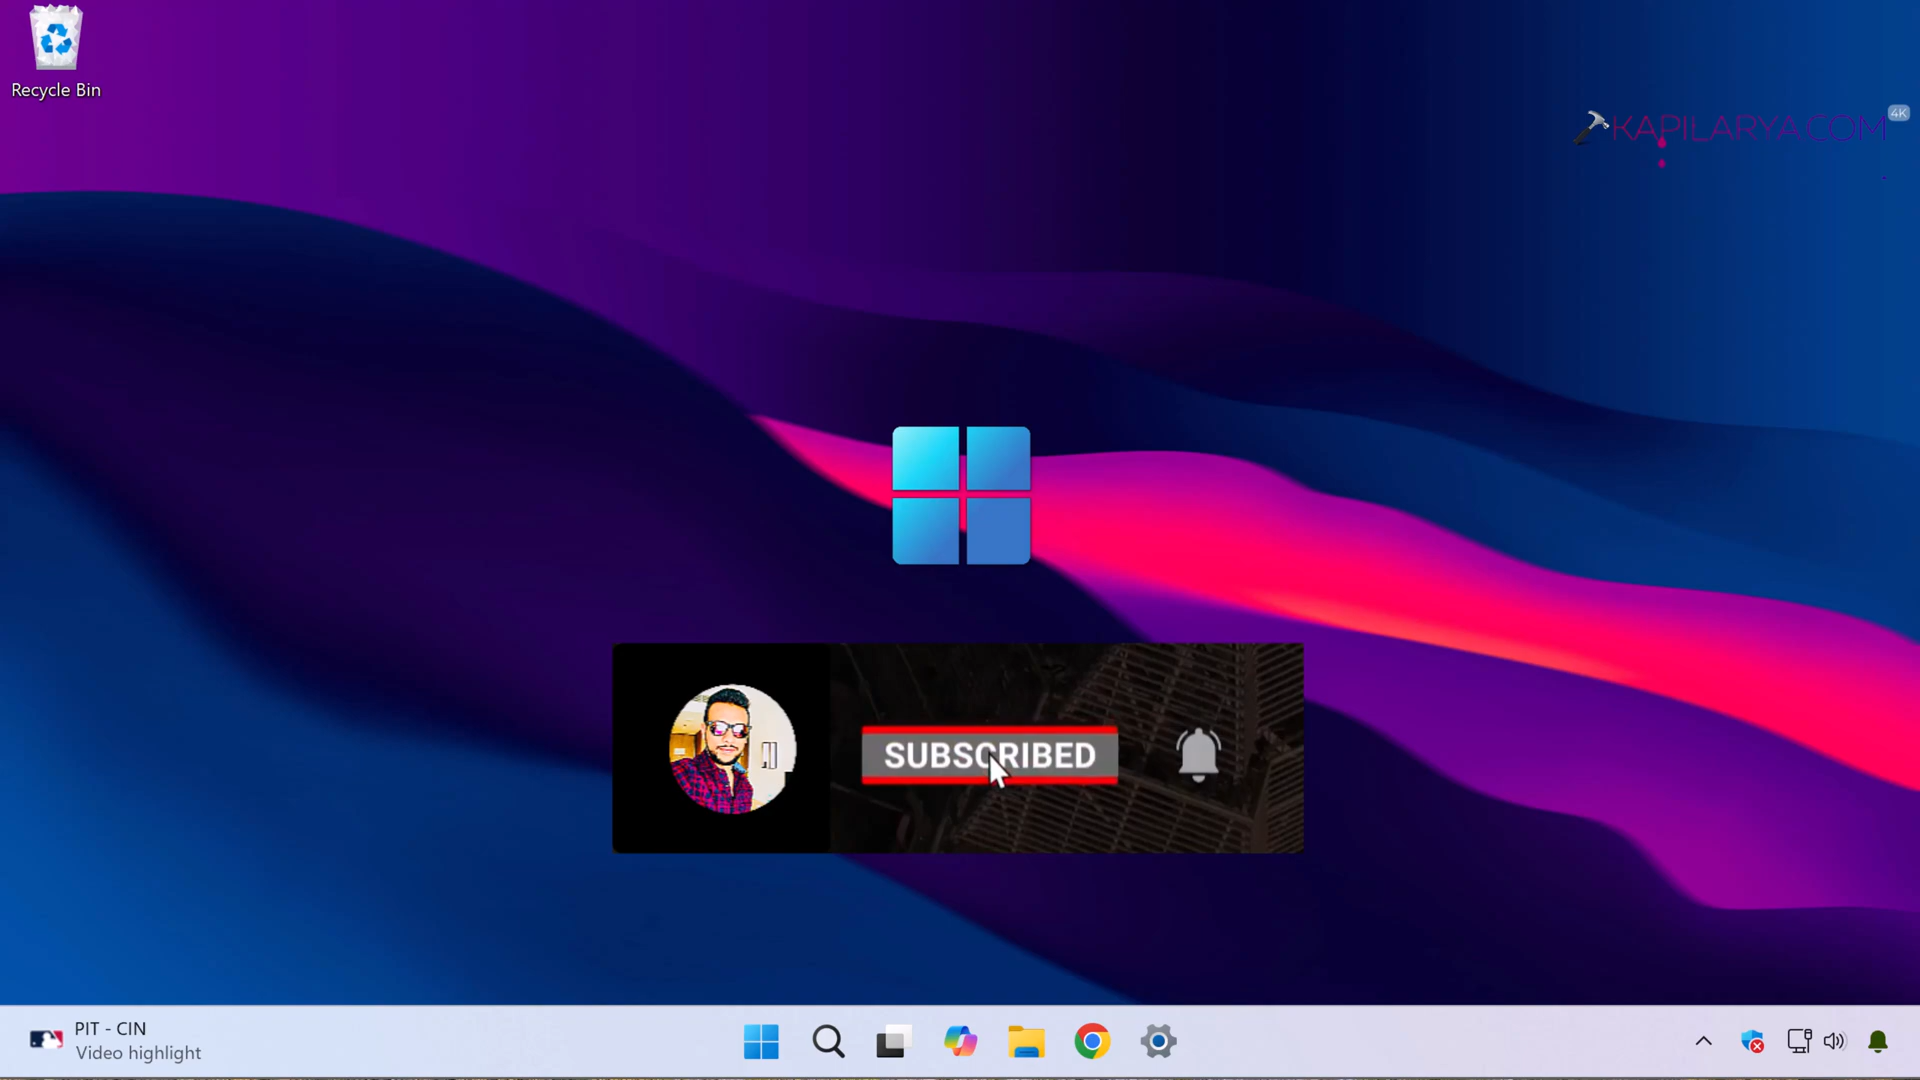 Recycle Bin
4K
KAPILARYA.COM
SUBSCRIBED
PIT - CIN
Video highlight